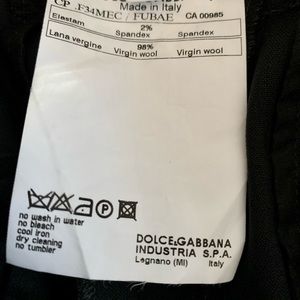 Made in Italy
CP .F34MEC / FUBAE CA 00985
2%
Elastam Spandex Spandex
98%
Lana vergine Virgin wool Virgin wool
a P
no wash in water
no bleach
cool iron
dry cleaning
no tumbler
DOLCE&GABBANA
INDUSTRIA S.P.A.
Legnano (MI) Italy